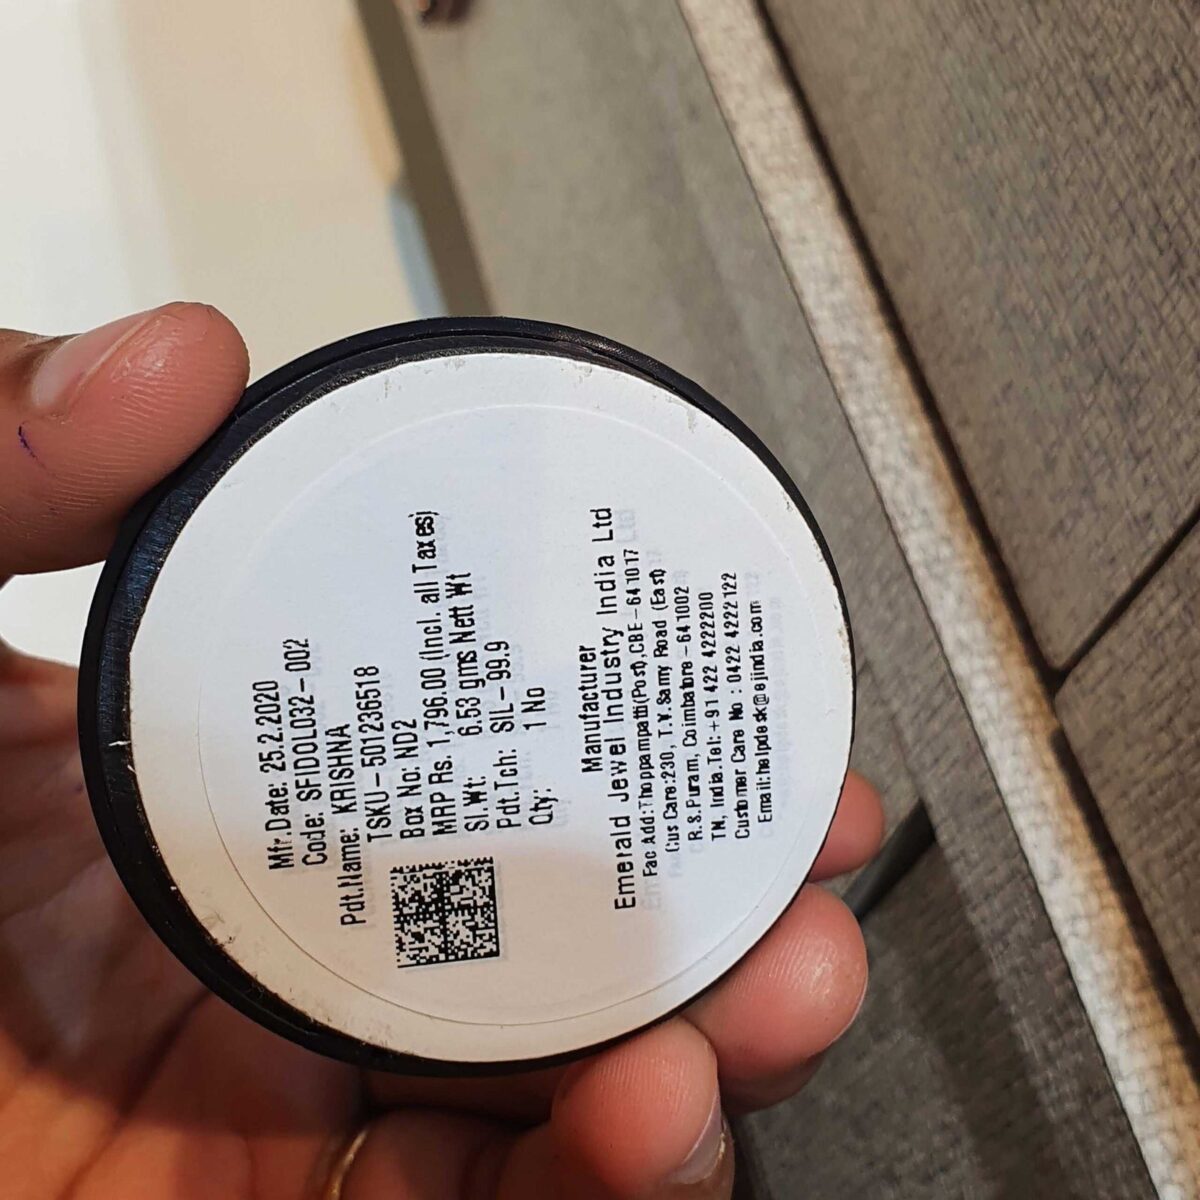 Mfr.Date: 25.2.2020
Code: SFIDOL032-002
Pdt.Name: KRISHNA
TSKU-501236518
Box No: ND2
MRP Rs. 1,796.00 (Incl. all Taxes)
Sl.Wt: 6.53 gms Nett Wt
Pdt.Tch: SIL-99.9
Qty: 1 No
Manufacturer
Emerald Jewel Industry India Ltd
Fac Add:Thoppampatti(Post),CBE-641017
Cus Care:230, T.V.Samy Road (East)
R.S.Puram, Coimbatore-641002
TN, India.Tel:+91 422 4222200
Customer Care No : 0422 4222122
Email:helpdesk@ejindia.com